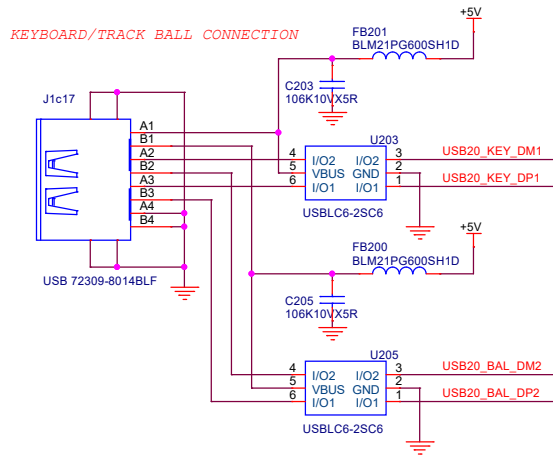 KEYBOARD/TRACK BALL CONNECTION
FB201
BLM21PG600SH1D
+5V
C203
106K10VX5R
J1c17
A1
B1
A2
B2
A3
B3
A4
B4
USB 72309-8014BLF
U203
4 I/O2 I/O2 3
5 VBUS GND 2
6 I/O1 I/O1 1
USBLC6-2SC6
USB20_KEY_DM1
USB20_KEY_DP1
FB200
BLM21PG600SH1D
+5V
C205
106K10VX5R
U205
4 I/O2 I/O2 3
5 VBUS GND 2
6 I/O1 I/O1 1
USBLC6-2SC6
USB20_BAL_DM2
USB20_BAL_DP2